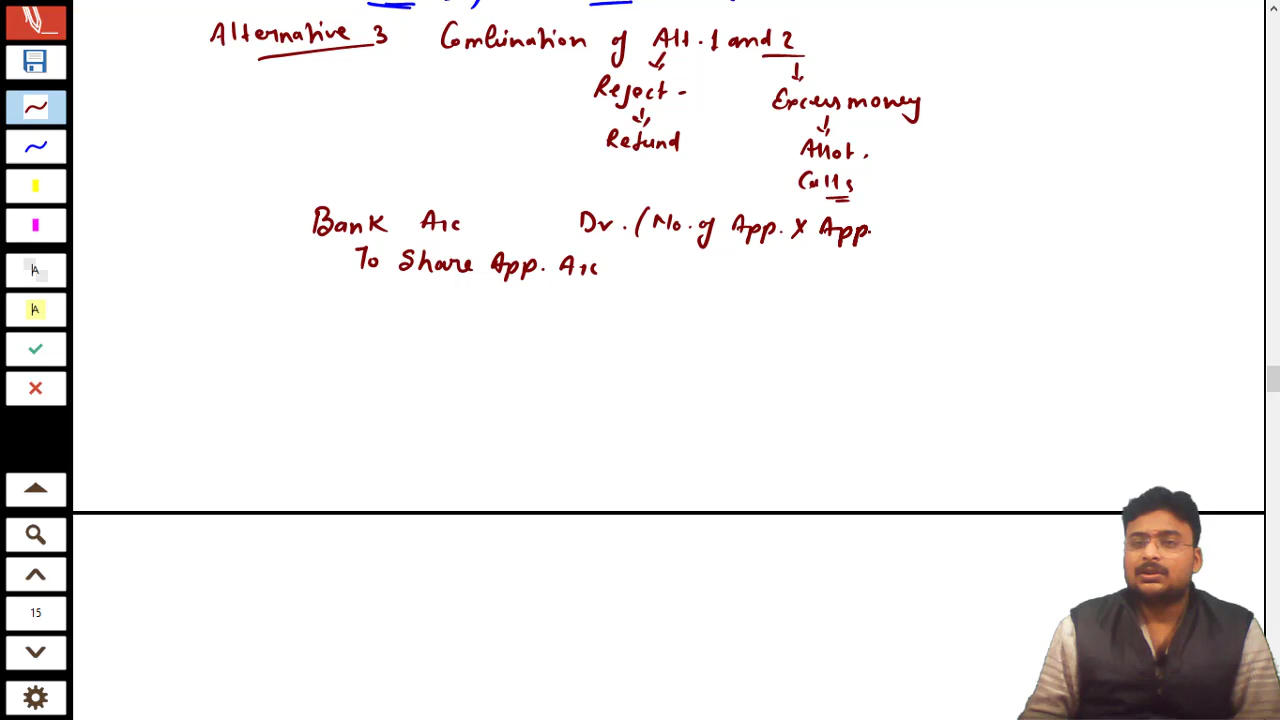 Alternative 3 Combination of Alt. 1 and 2
Reject - Excess money
Refund Allot.
Calls
Bank A/c Dr. (No. of App. X App.
To Share App. A/c
A
A
15